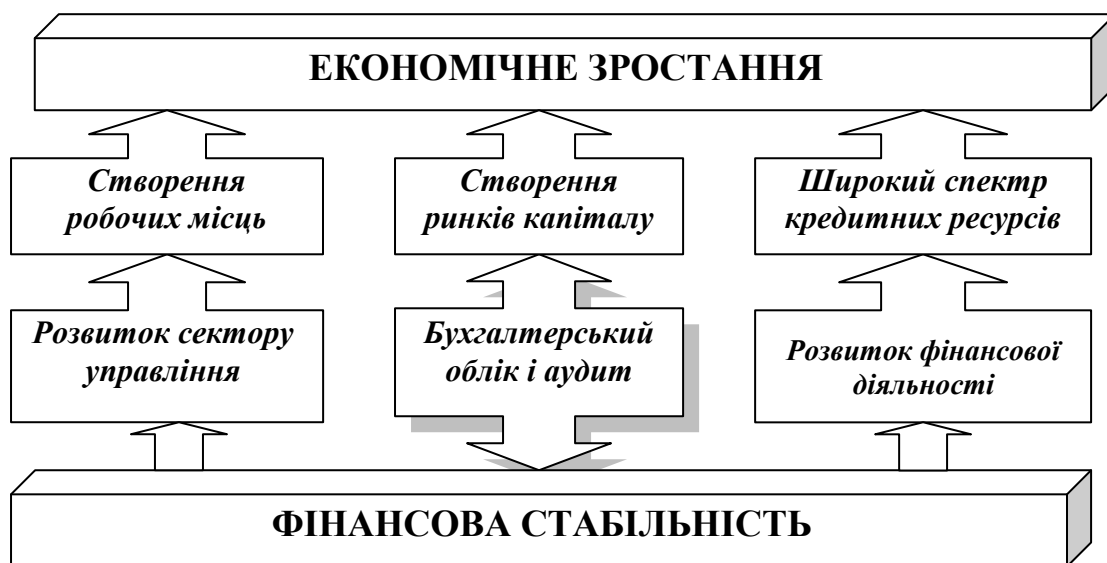 ЕКОНОМІЧНЕ ЗРОСТАННЯ
Створення
робочих місць
Створення
ринків капіталу
Широкий спектр
кредитних ресурсів
Розвиток сектору
управління
Бухгалтерський
облік і аудит
Розвиток фінансової
діяльності
ФІНАНСОВА СТАБІЛЬНІСТЬ